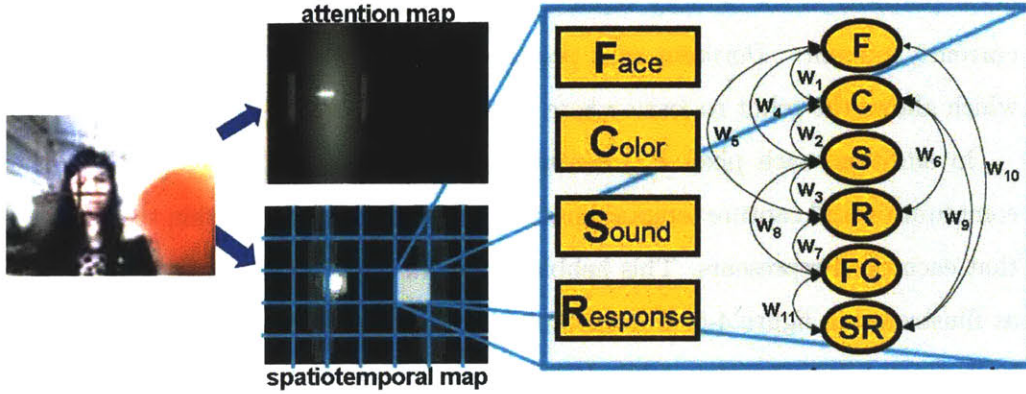 attention map
spatiotemporal map
Face
Color
Sound
Response
F
C
S
R
FC
SR
W1
W2
W3
W4
W5
W6
W7
W8
W9
W10
W11